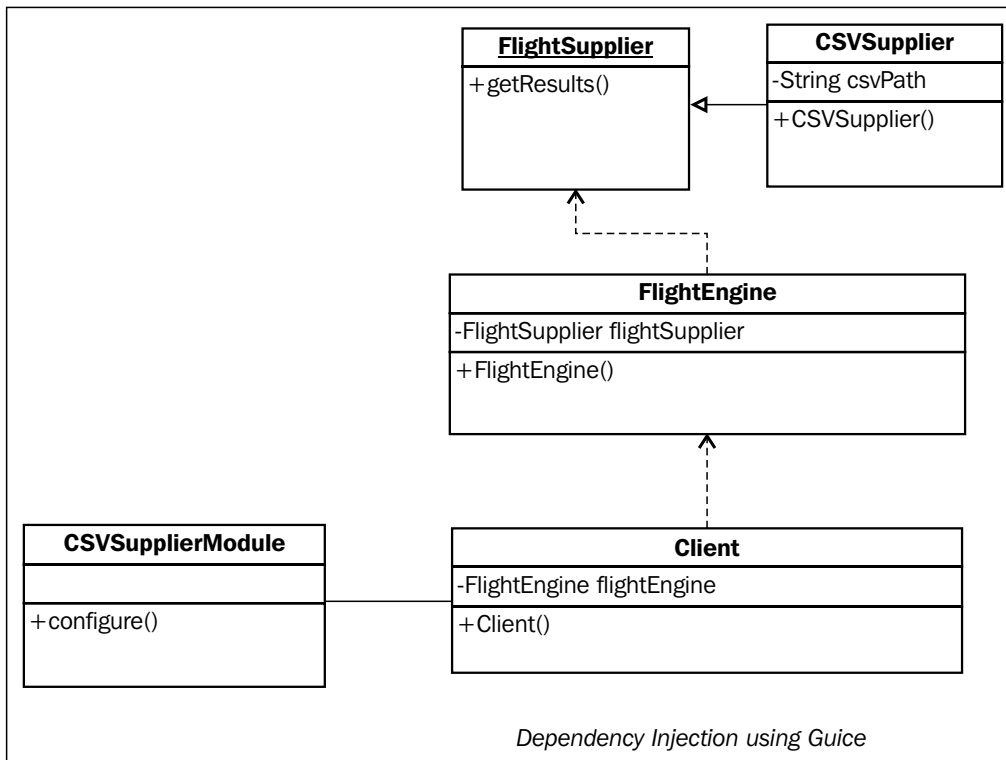 FlightSupplier
+getResults()
CSVSupplier
-String csvPath
+CSVSupplier()
FlightEngine
-FlightSupplier flightSupplier
+FlightEngine()
CSVSupplierModule
+configure()
Client
-FlightEngine flightEngine
+Client()
Dependency Injection using Guice